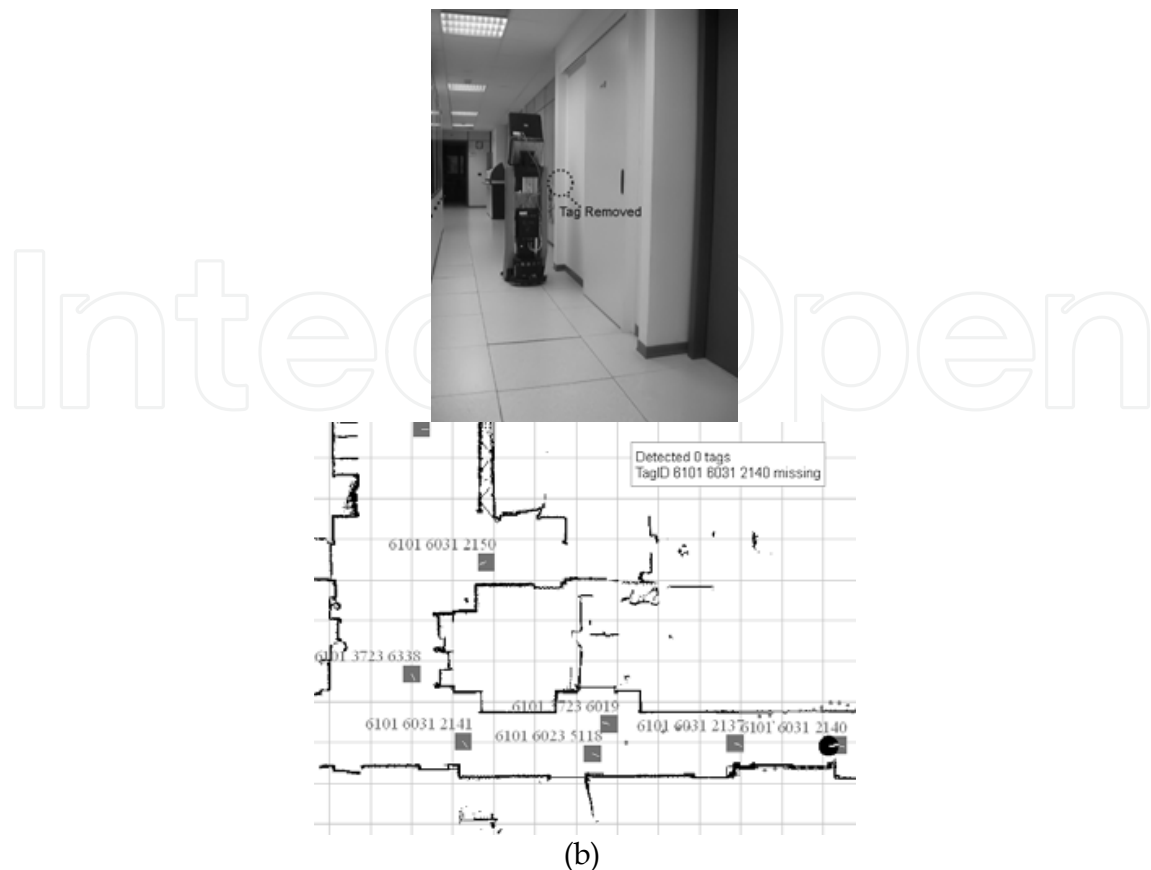 Tag Removed
IntechOpen
Detected 0 tags
TagID 6101 6031 2140 missing
6101 6031 2150
6101 3723 6338
6101 3723 6019
6101 6031 2141
6101 6023 5118
6101 6031 2137
6101 6031 2140
(b)